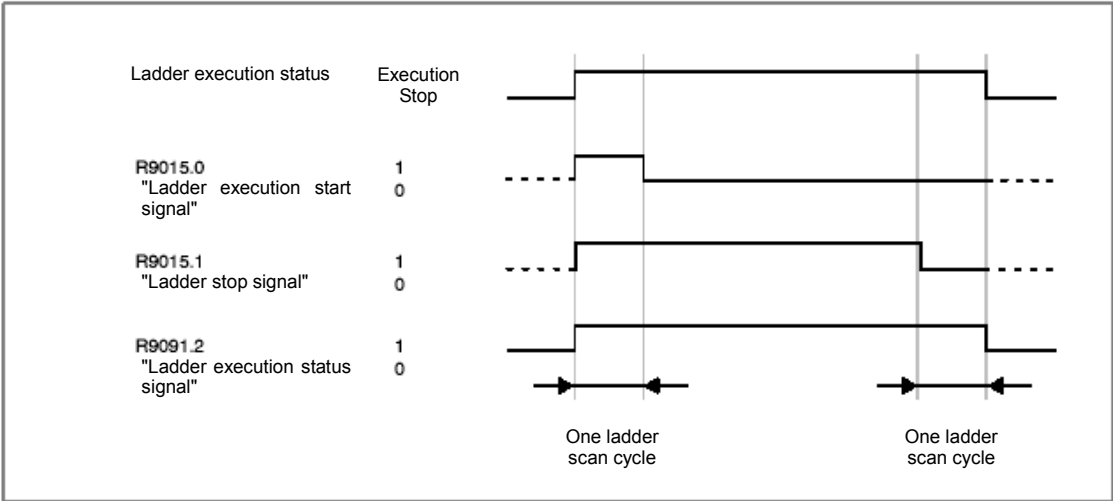 Ladder execution status
Execution
Stop
R9015.0
"Ladder execution start
signal"
1
0
R9015.1
"Ladder stop signal"
1
0
R9091.2
"Ladder execution status
signal"
1
0
One ladder
scan cycle
One ladder
scan cycle